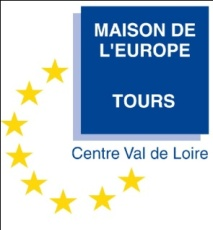 MAISON DE
L'EUROPE
TOURS
Centre Val de Loire